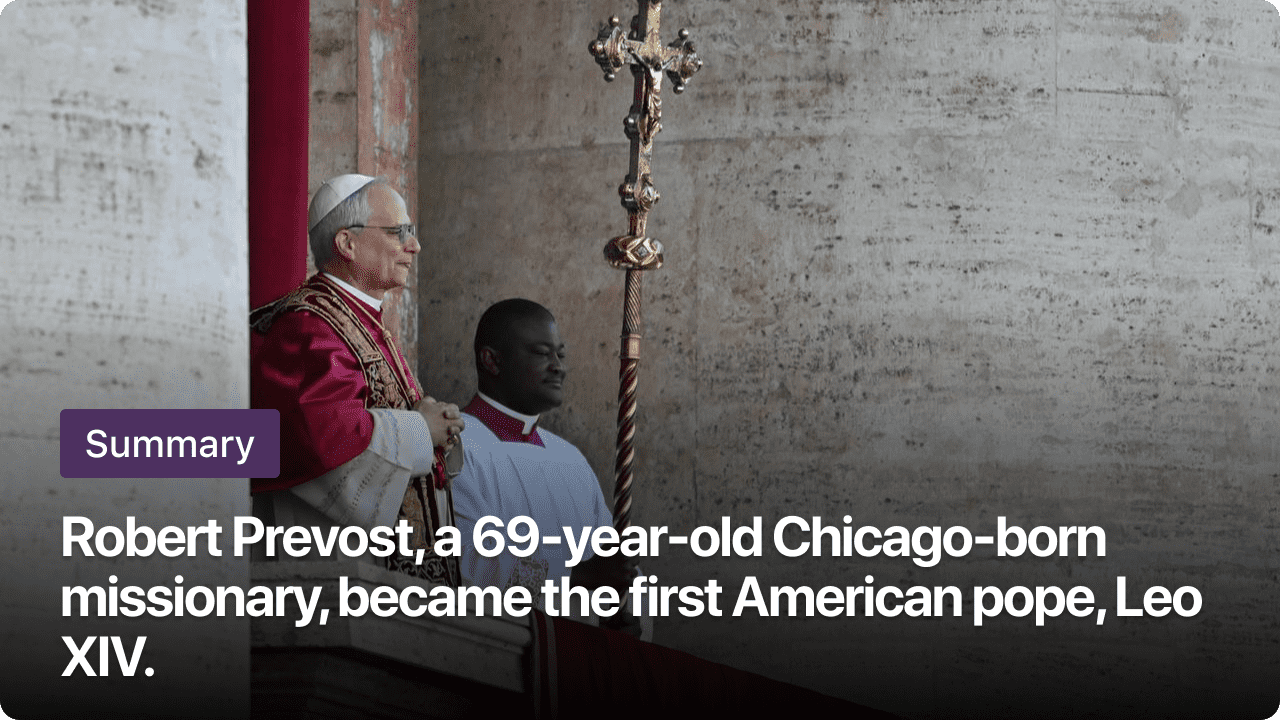 Summary
Robert Prevost, a 69-year-old Chicago-born
missionary, became the first American pope, Leo
XIV.